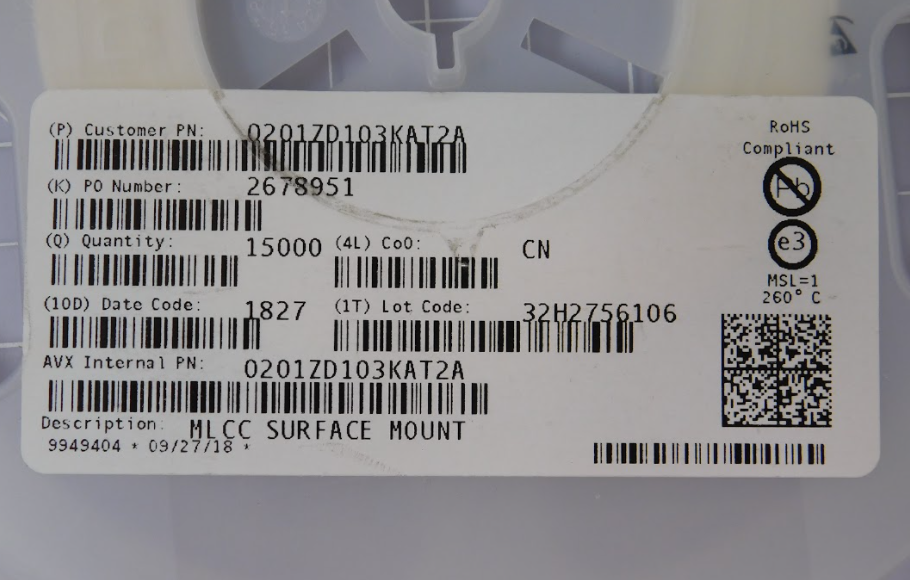 (P) Customer PN: 0201ZD103KAT2A
(K) PO Number: 2678951
(Q) Quantity: 15000 (4L) CoO: CN
(10D) Date Code: 1827 (1T) Lot Code: 32H2756106
AVX Internal PN: 0201ZD103KAT2A
Description: MLCC SURFACE MOUNT
9949404 * 09/27/18 *
RoHS
Compliant
Pb
e3
MSL=1
260° C